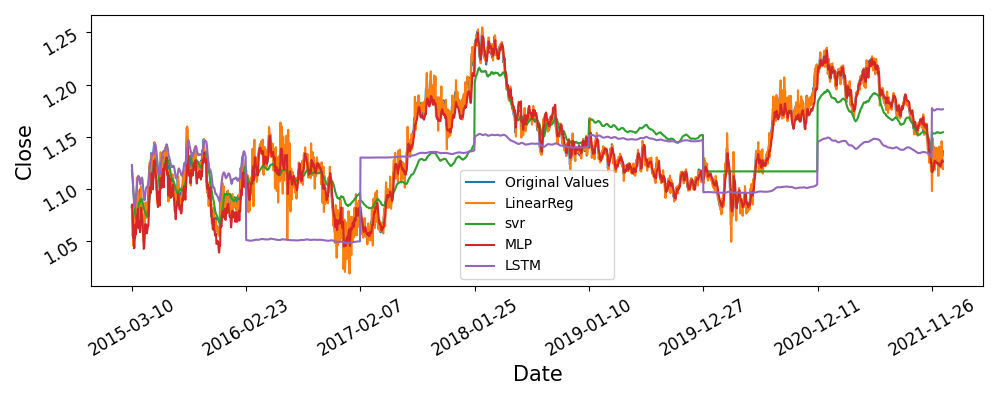 1.25
1.20
1.15
1.10
1.05
Close
Original Values
LinearReg
svr
MLP
LSTM
2015-03-10
2016-02-23
2017-02-07
2018-01-25
2019-01-10
2019-12-27
2020-12-11
2021-11-26
Date